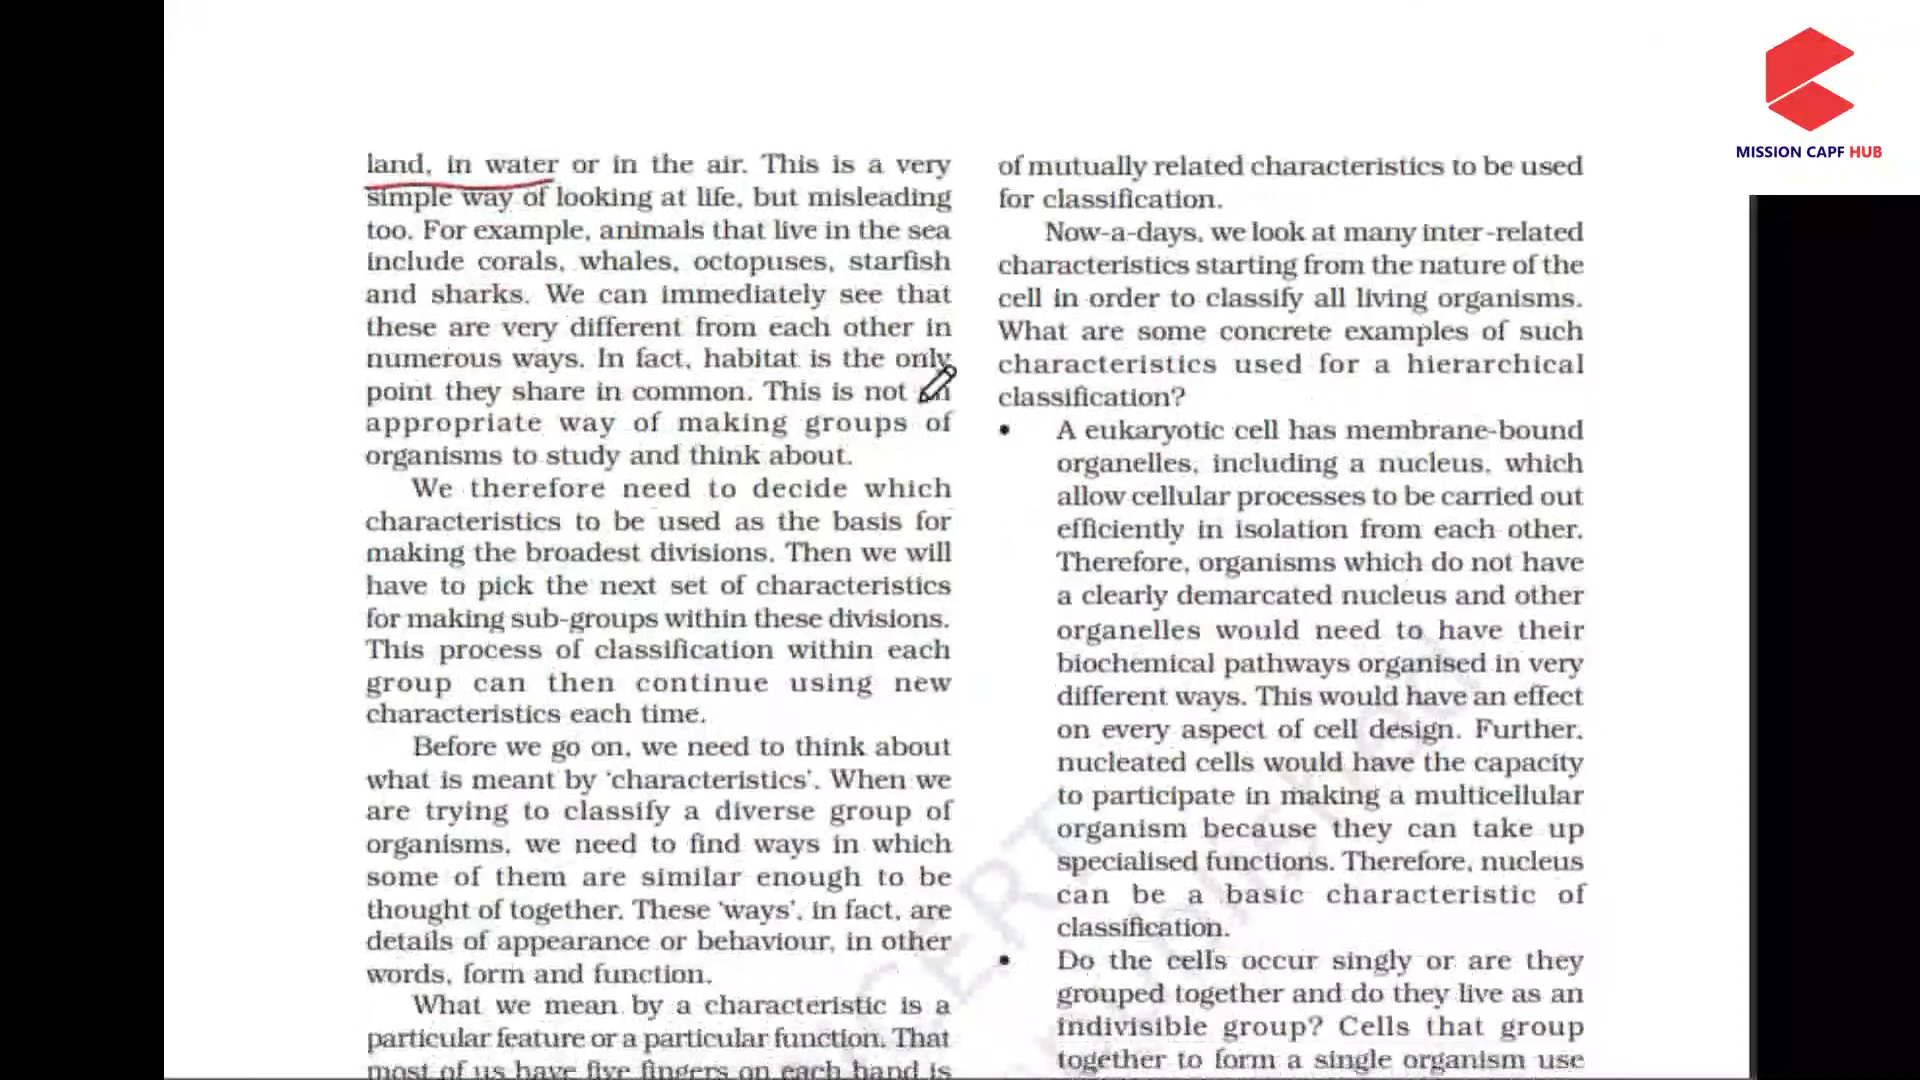 land, in water or in the air. This is a very
simple way of looking at life, but misleading
too. For example, animals that live in the sea
include corals, whales, octopuses, starfish
and sharks. We can immediately see that
these are very different from each other in
numerous ways. In fact, habitat is the only
point they share in common. This is not
appropriate way of making groups of
organisms to study and think about.
We therefore need to decide which
characteristics to be used as the basis for
making the broadest divisions. Then we will
have to pick the next set of characteristics
for making sub-groups within these divisions.
This process of classification within each
group can then continue using new
characteristics each time.
Before we go on, we need to think about
what is meant by ‘characteristics’. When we
are trying to classify a diverse group of
organisms, we need to find ways in which
some of them are similar enough to be
thought of together. These ‘ways’, in fact, are
details of appearance or behaviour, in other
words, form and function.
What we mean by a characteristic is a
particular feature or a particular function. That
most of us have five fingers on each hand is
of mutually related characteristics to be used
for classification.
Now-a-days, we look at many inter-related
characteristics starting from the nature of the
cell in order to classify all living organisms.
What are some concrete examples of such
characteristics used for a hierarchical
classification?
• A eukaryotic cell has membrane-bound
organelles, including a nucleus, which
allow cellular processes to be carried out
efficiently in isolation from each other.
Therefore, organisms which do not have
a clearly demarcated nucleus and other
organelles would need to have their
biochemical pathways organised in very
different ways. This would have an effect
on every aspect of cell design. Further,
nucleated cells would have the capacity
to participate in making a multicellular
organism because they can take up
specialised functions. Therefore, nucleus
can be a basic characteristic of
classification.
• Do the cells occur singly or are they
grouped together and do they live as an
indivisible group? Cells that group
together to form a single organism use
MISSION CAPF HUB